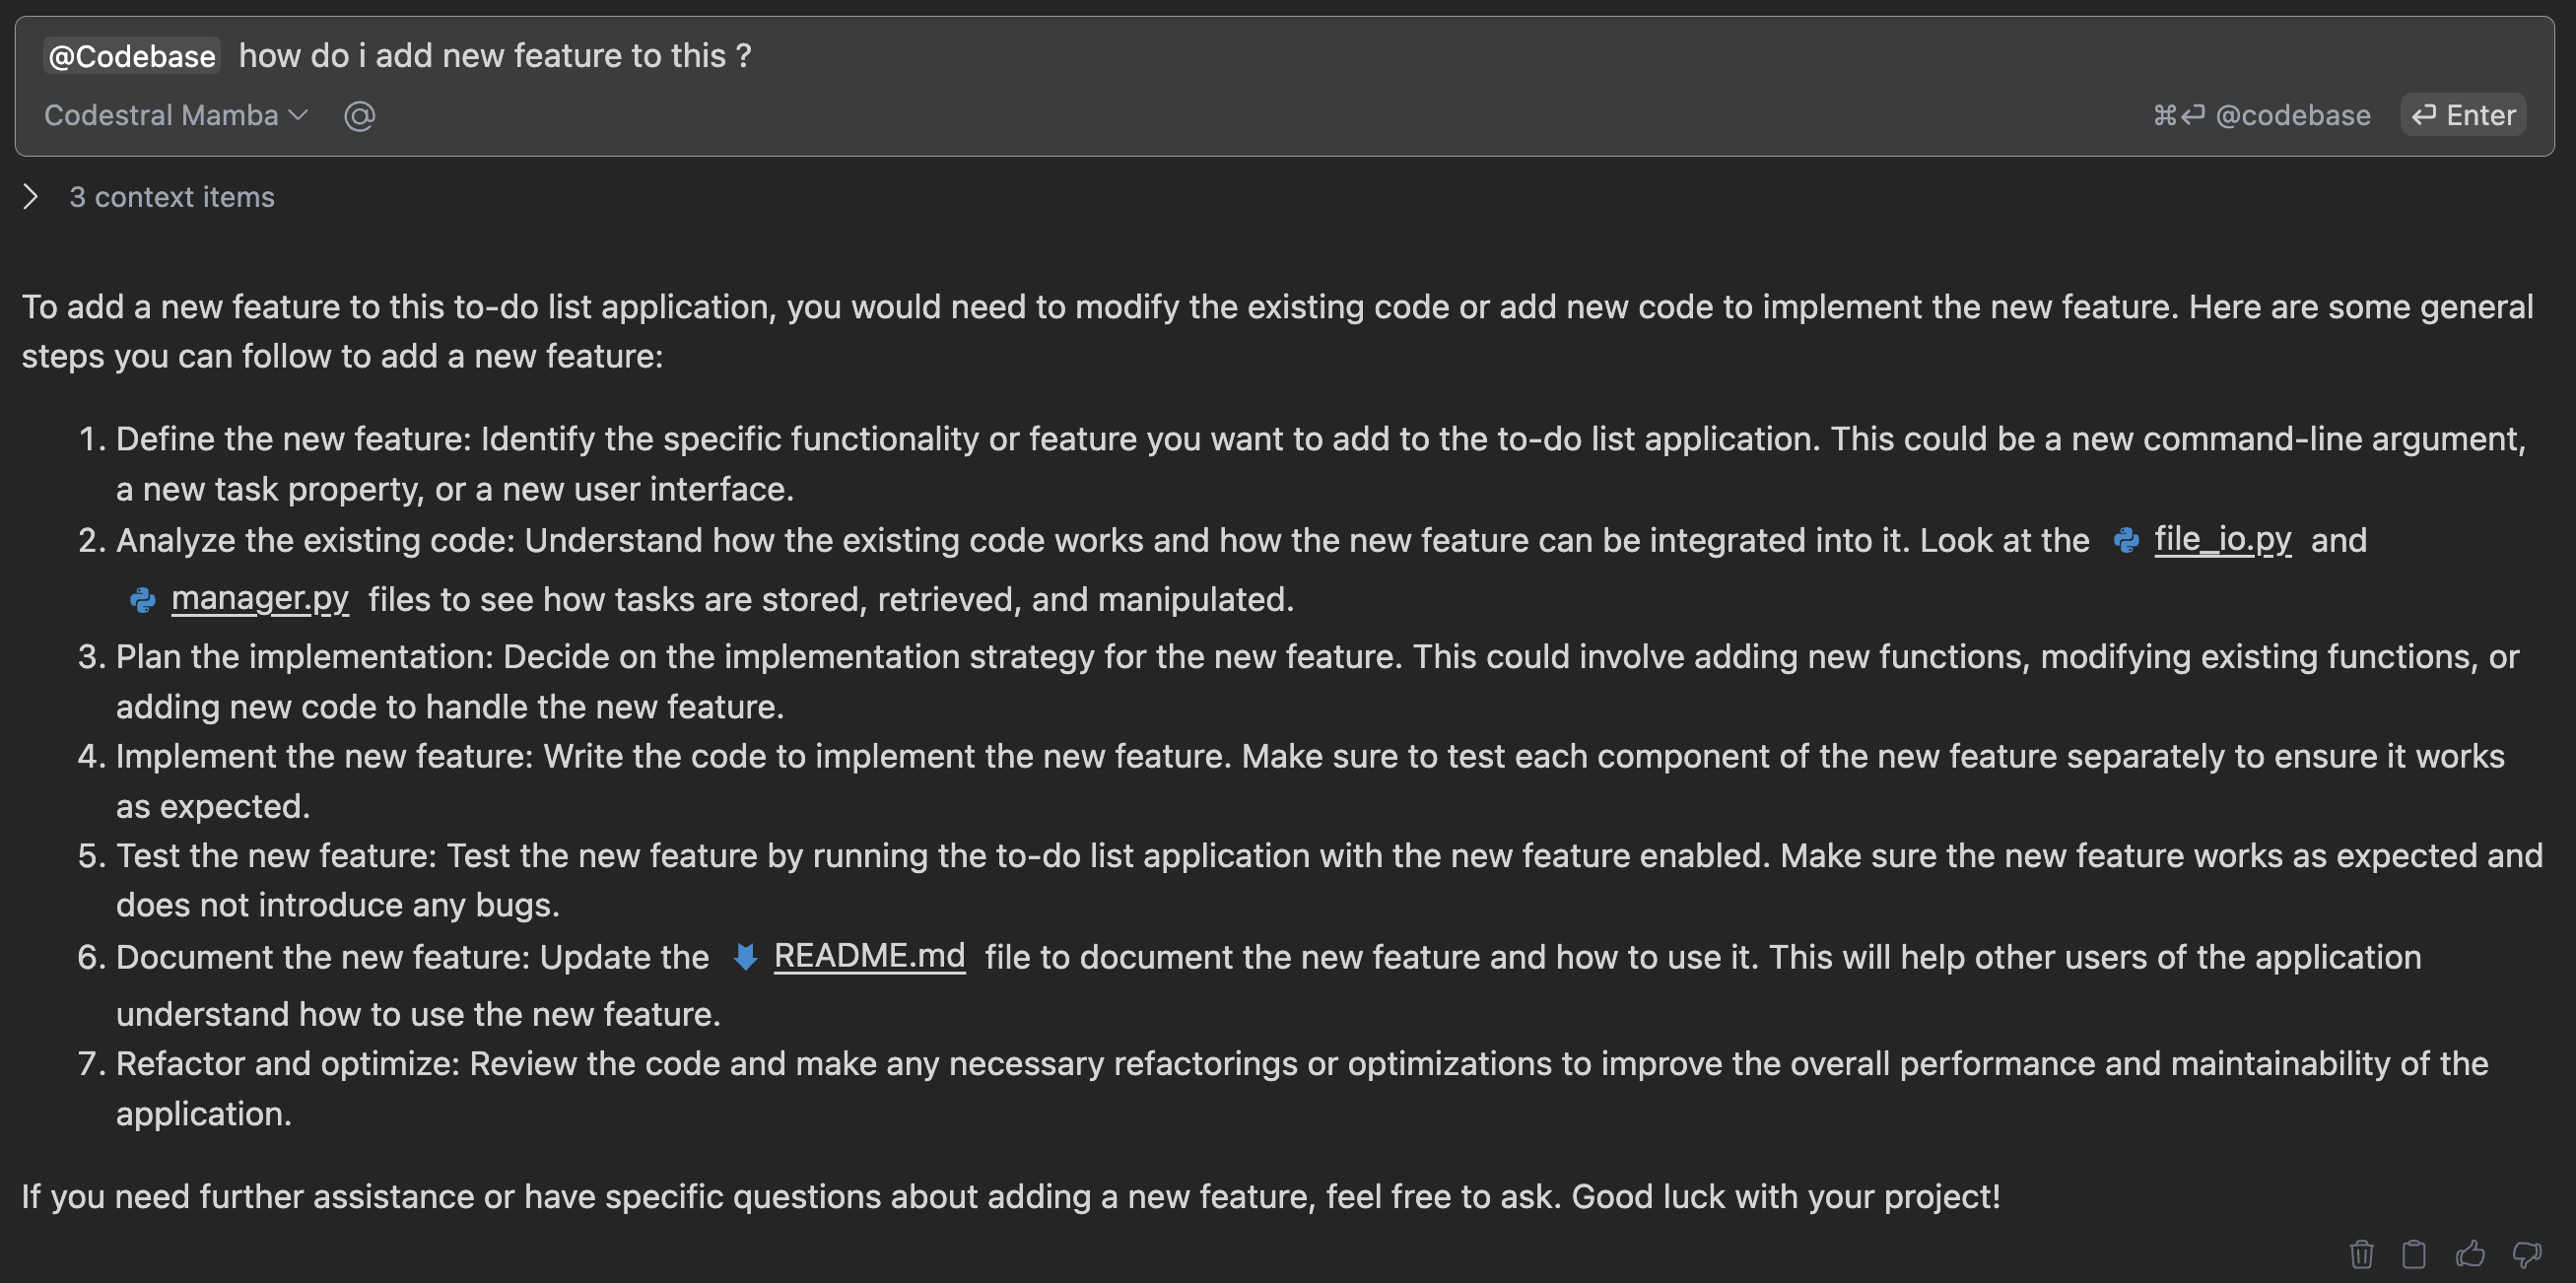 @Codebase how do i add new feature to this ?
Codestral Mamba @ ⌘⏎ @codebase ⏎ Enter
3 context items
To add a new feature to this to-do list application, you would need to modify the existing code or add new code to implement the new feature. Here are some general
steps you can follow to add a new feature:
1. Define the new feature: Identify the specific functionality or feature you want to add to the to-do list application. This could be a new command-line argument,
a new task property, or a new user interface.
2. Analyze the existing code: Understand how the existing code works and how the new feature can be integrated into it. Look at the file_io.py and
manager.py files to see how tasks are stored, retrieved, and manipulated.
3. Plan the implementation: Decide on the implementation strategy for the new feature. This could involve adding new functions, modifying existing functions, or
adding new code to handle the new feature.
4. Implement the new feature: Write the code to implement the new feature. Make sure to test each component of the new feature separately to ensure it works
as expected.
5. Test the new feature: Test the new feature by running the to-do list application with the new feature enabled. Make sure the new feature works as expected and
does not introduce any bugs.
6. Document the new feature: Update the README.md file to document the new feature and how to use it. This will help other users of the application
understand how to use the new feature.
7. Refactor and optimize: Review the code and make any necessary refactorings or optimizations to improve the overall performance and maintainability of the
application.
If you need further assistance or have specific questions about adding a new feature, feel free to ask. Good luck with your project!